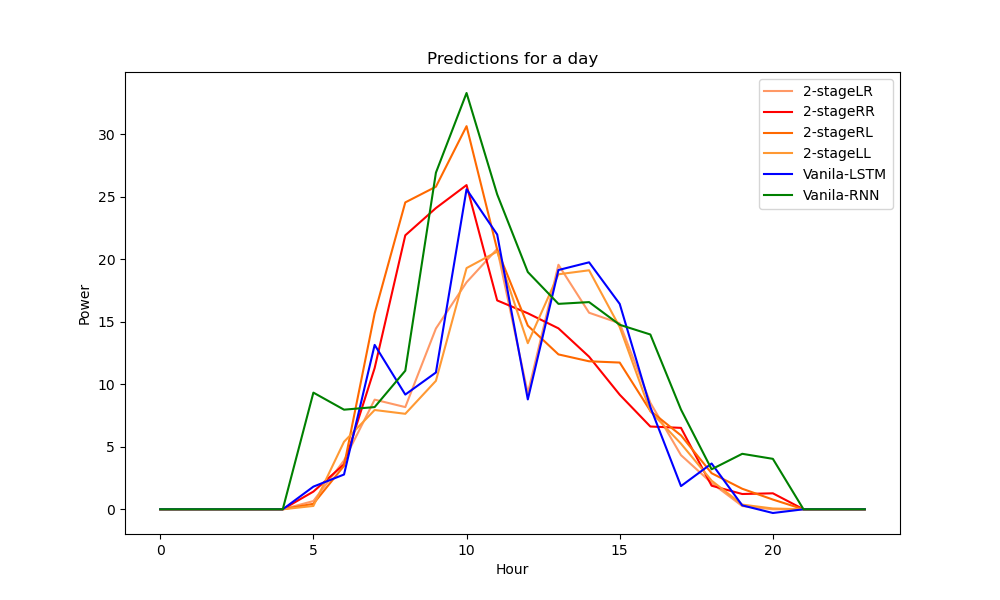 Predictions for a day
2-stageLR
2-stageRR
2-stageRL
2-stageLL
Vanila-LSTM
Vanila-RNN
30
25
20
15
10
5
0
Power
0 5 10 15 20
Hour